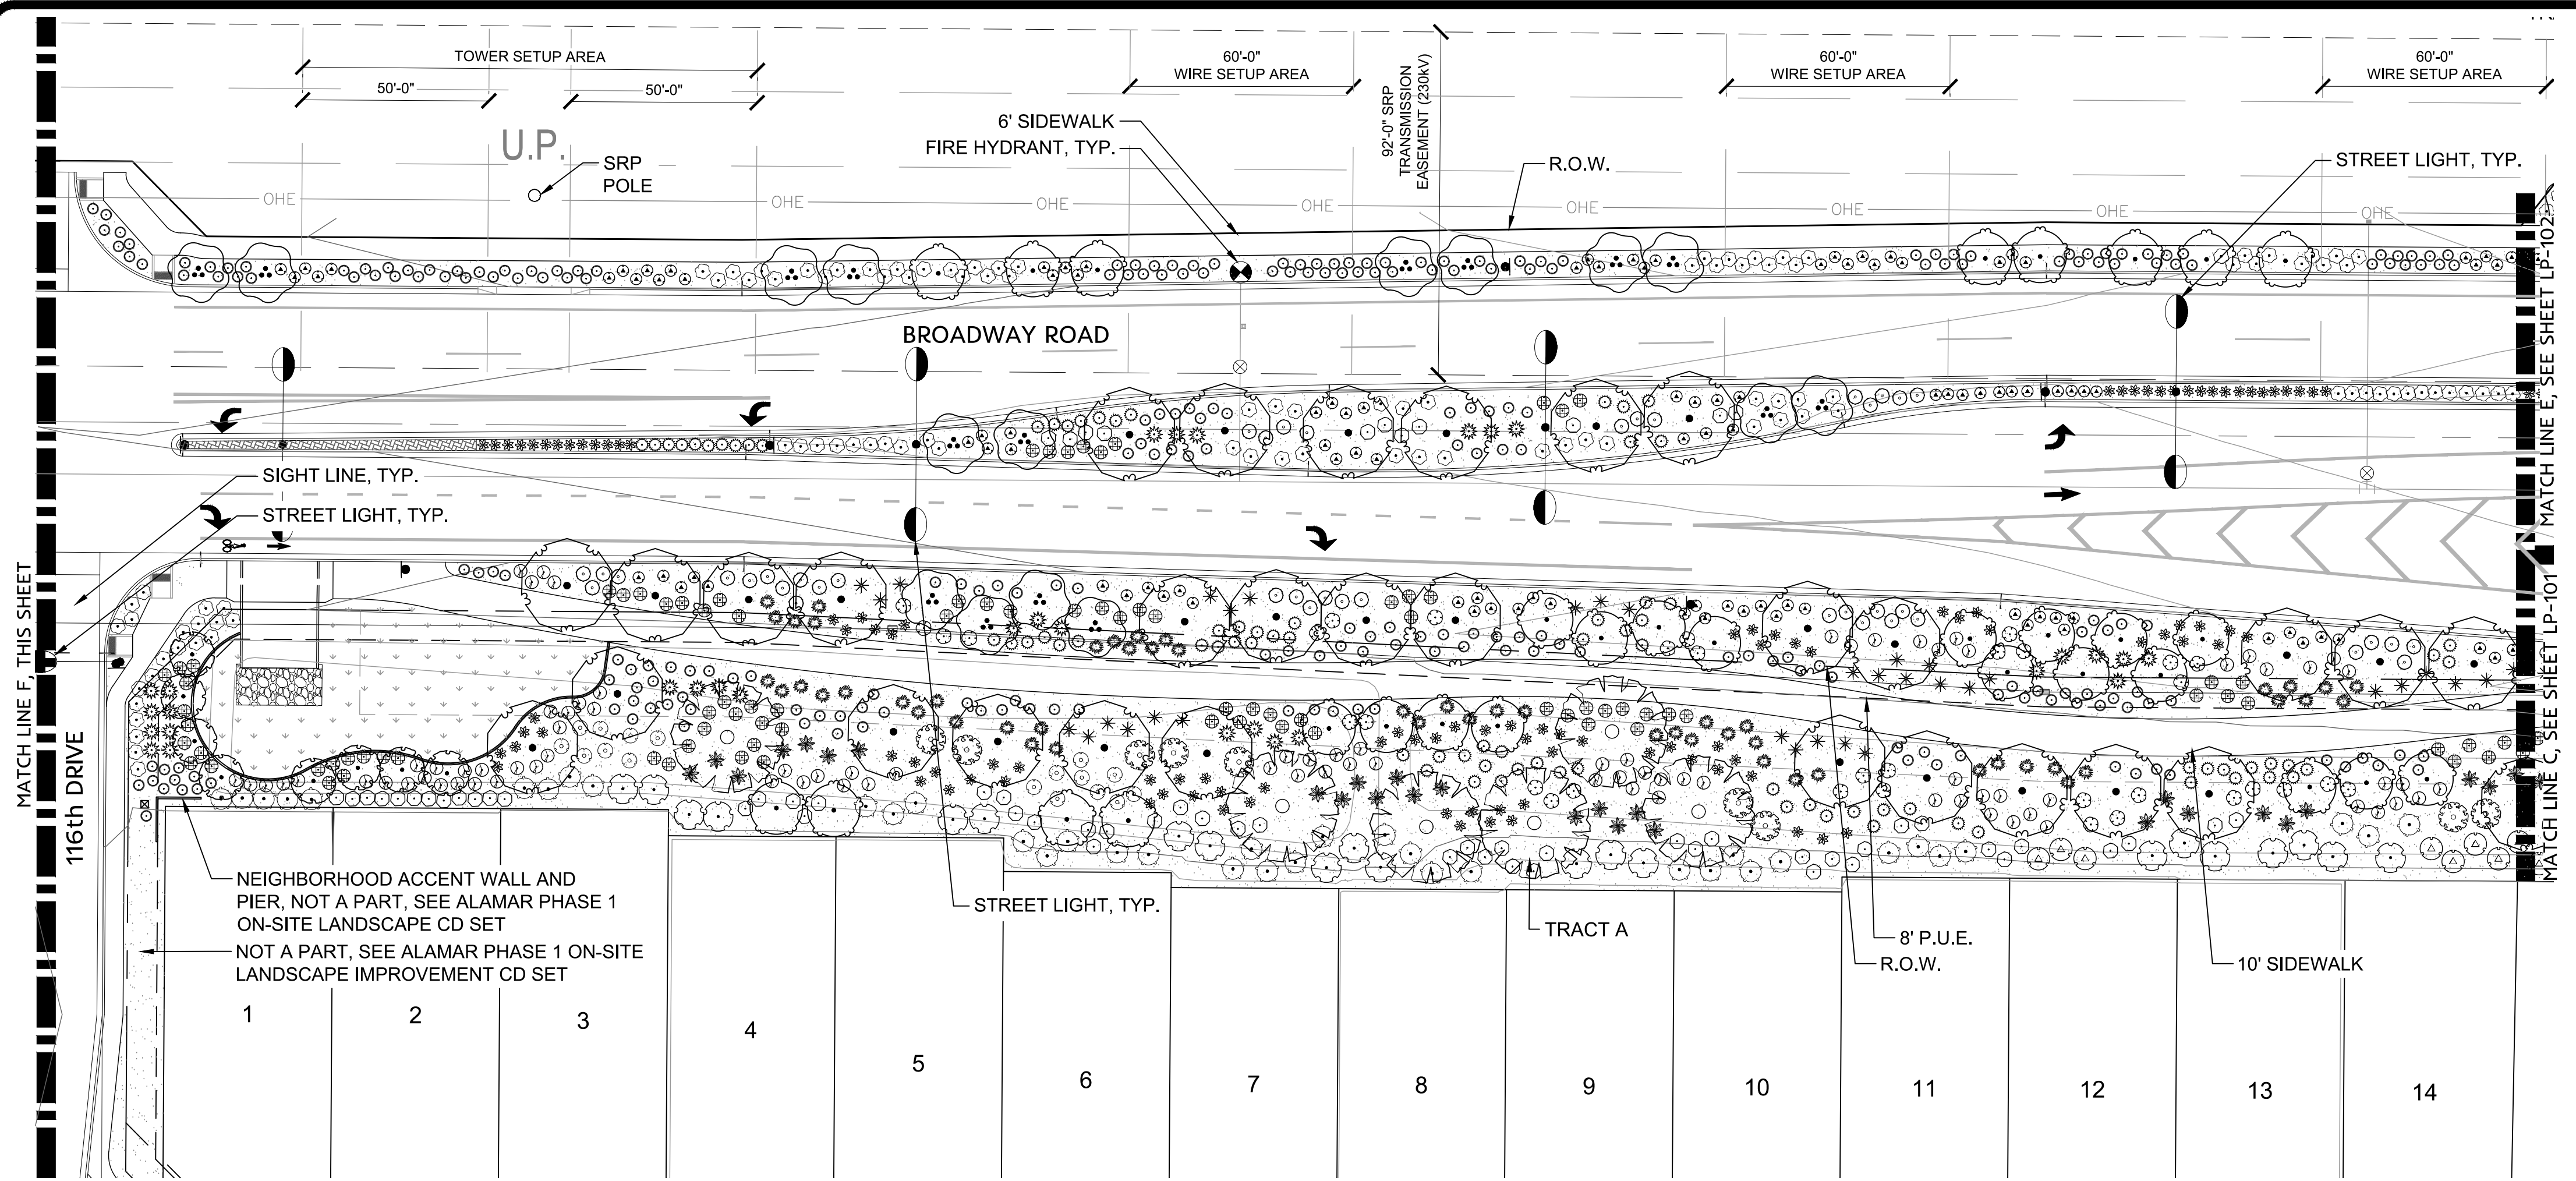 TOWER SETUP AREA
50'-0"
50'-0"
60'-0"
WIRE SETUP AREA
60'-0"
WIRE SETUP AREA
60'-0"
WIRE SETUP AREA
92'-0" SRP
TRANSMISSION
EASEMENT (230kV)
U.P.
SRP
POLE
6' SIDEWALK
FIRE HYDRANT, TYP.
R.O.W.
STREET LIGHT, TYP.
OHE
OHE
OHE
OHE
OHE
OHE
OHE
OHE
BROADWAY ROAD
SIGHT LINE, TYP.
STREET LIGHT, TYP.
MATCH LINE F, THIS SHEET
116th DRIVE
MATCH LINE E, SEE SHEET LP-102
MATCH LINE C, SEE SHEET LP-101
NEIGHBORHOOD ACCENT WALL AND
PIER, NOT A PART, SEE ALAMAR PHASE 1
ON-SITE LANDSCAPE CD SET
NOT A PART, SEE ALAMAR PHASE 1 ON-SITE
LANDSCAPE IMPROVEMENT CD SET
STREET LIGHT, TYP.
TRACT A
8' P.U.E.
R.O.W.
10' SIDEWALK
1
2
3
4
5
6
7
8
9
10
11
12
13
14